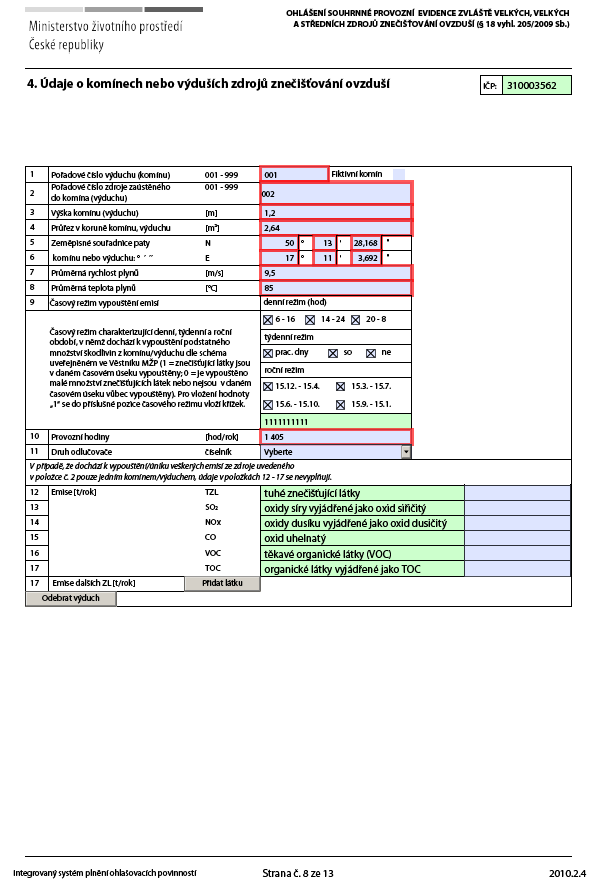 Ministerstvo životního prostředí
České republiky
OHLÁŠENÍ SOUHRNNÉ PROVOZNÍ EVIDENCE ZVLÁŠTĚ VELKÝCH, VELKÝCH
A STŘEDNÍCH ZDROJŮ ZNEČIŠŤOVÁNÍ OVZDUŠÍ (§ 18 vyhl. 205/2009 Sb.)
4. Údaje o komínech nebo výduších zdrojů znečišťování ovzduší
IČP: 310003562
1 Pořadové číslo výduchu (komínu) 001 - 999 001 Fiktivní komín
2 Pořadové číslo zdroje zaústěného 001 - 999 002
do komína (výduchu)
3 Výška komínu (výduchu) [m] 1,2
4 Průřez v koruně komínu, výduchu [m²] 2,64
5 Zeměpisné souřadnice paty N 50 ° 13 ' 28,168 "
6 komínu nebo výduchu: ° ´ ˝ E 17 ° 11 ' 3,692 "
7 Průměrná rychlost plynů [m/s] 9,5
8 Průměrná teplota plynů [°C] 85
9 Časový režim vypouštění emisí denní režim (hod)
6 - 16 14 - 24 20 - 8
týdenní režim
prac. dny so ne
roční režim
15.12. - 15.4. 15.3. - 15.7.
15.6. - 15.10. 15.9. - 15.1.
1111111111
Časový režim charakterizující denní, týdenní a roční
období, v němž dochází k vypouštění podstatného
množství škodlivin z komínu/výduchu dle schéma
uveřejněném ve Věstníku MŽP (1 = znečišťující látky jsou
v daném časovém úseku vypouštěny; 0 = je vypouštěno
malé množství znečišťujících látek nebo nejsou v daném
časovém úseku vůbec vypouštěny). Pro vložení hodnoty
„1“ se do příslušné pozice časového režimu vloží křížek.
10 Provozní hodiny [hod/rok] 1 405
11 Druh odlučovače číselník Vyberte
V případě, že dochází k vypouštění/úniku veškerých emisí ze zdroje uvedeného
v položce č. 2 pouze jedním komínem/výduchem, údaje v položkách 12 - 17 se nevyplňují.
12 Emise [t/rok] TZL tuhé znečišťující látky
13 SO₂ oxidy síry vyjádřené jako oxid siřičitý
14 NOx oxidy dusíku vyjádřené jako oxid dusičitý
15 CO oxid uhelnatý
16 VOC těkavé organické látky (VOC)
17 TOC organické látky vyjádřené jako TOC
17 Emise dalších ZL [t/rok] Přidat látku
Odebrat výduch
Integrovaný systém plnění ohlašovacích povinností Strana č. 8 ze 13 2010.2.4